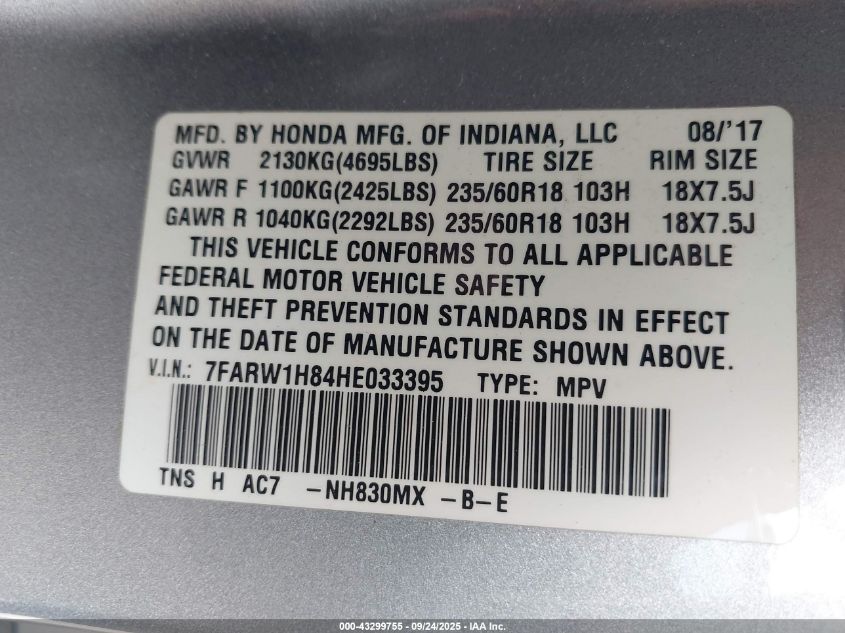 MFD. BY HONDA MFG. OF INDIANA, LLC 08/'17
GVWR 2130KG(4695LBS) TIRE SIZE RIM SIZE
GAWR F 1100KG(2425LBS) 235/60R18 103H 18X7.5J
GAWR R 1040KG(2292LBS) 235/60R18 103H 18X7.5J
THIS VEHICLE CONFORMS TO ALL APPLICABLE
FEDERAL MOTOR VEHICLE SAFETY
AND THEFT PREVENTION STANDARDS IN EFFECT
ON THE DATE OF MANUFACTURE SHOWN ABOVE.
V.I.N.: 7FARW1H84HE033395 TYPE: MPV
TNS H AC7 -NH830MX -B-E
000-43299755 - 09/24/2025 - IAA Inc.